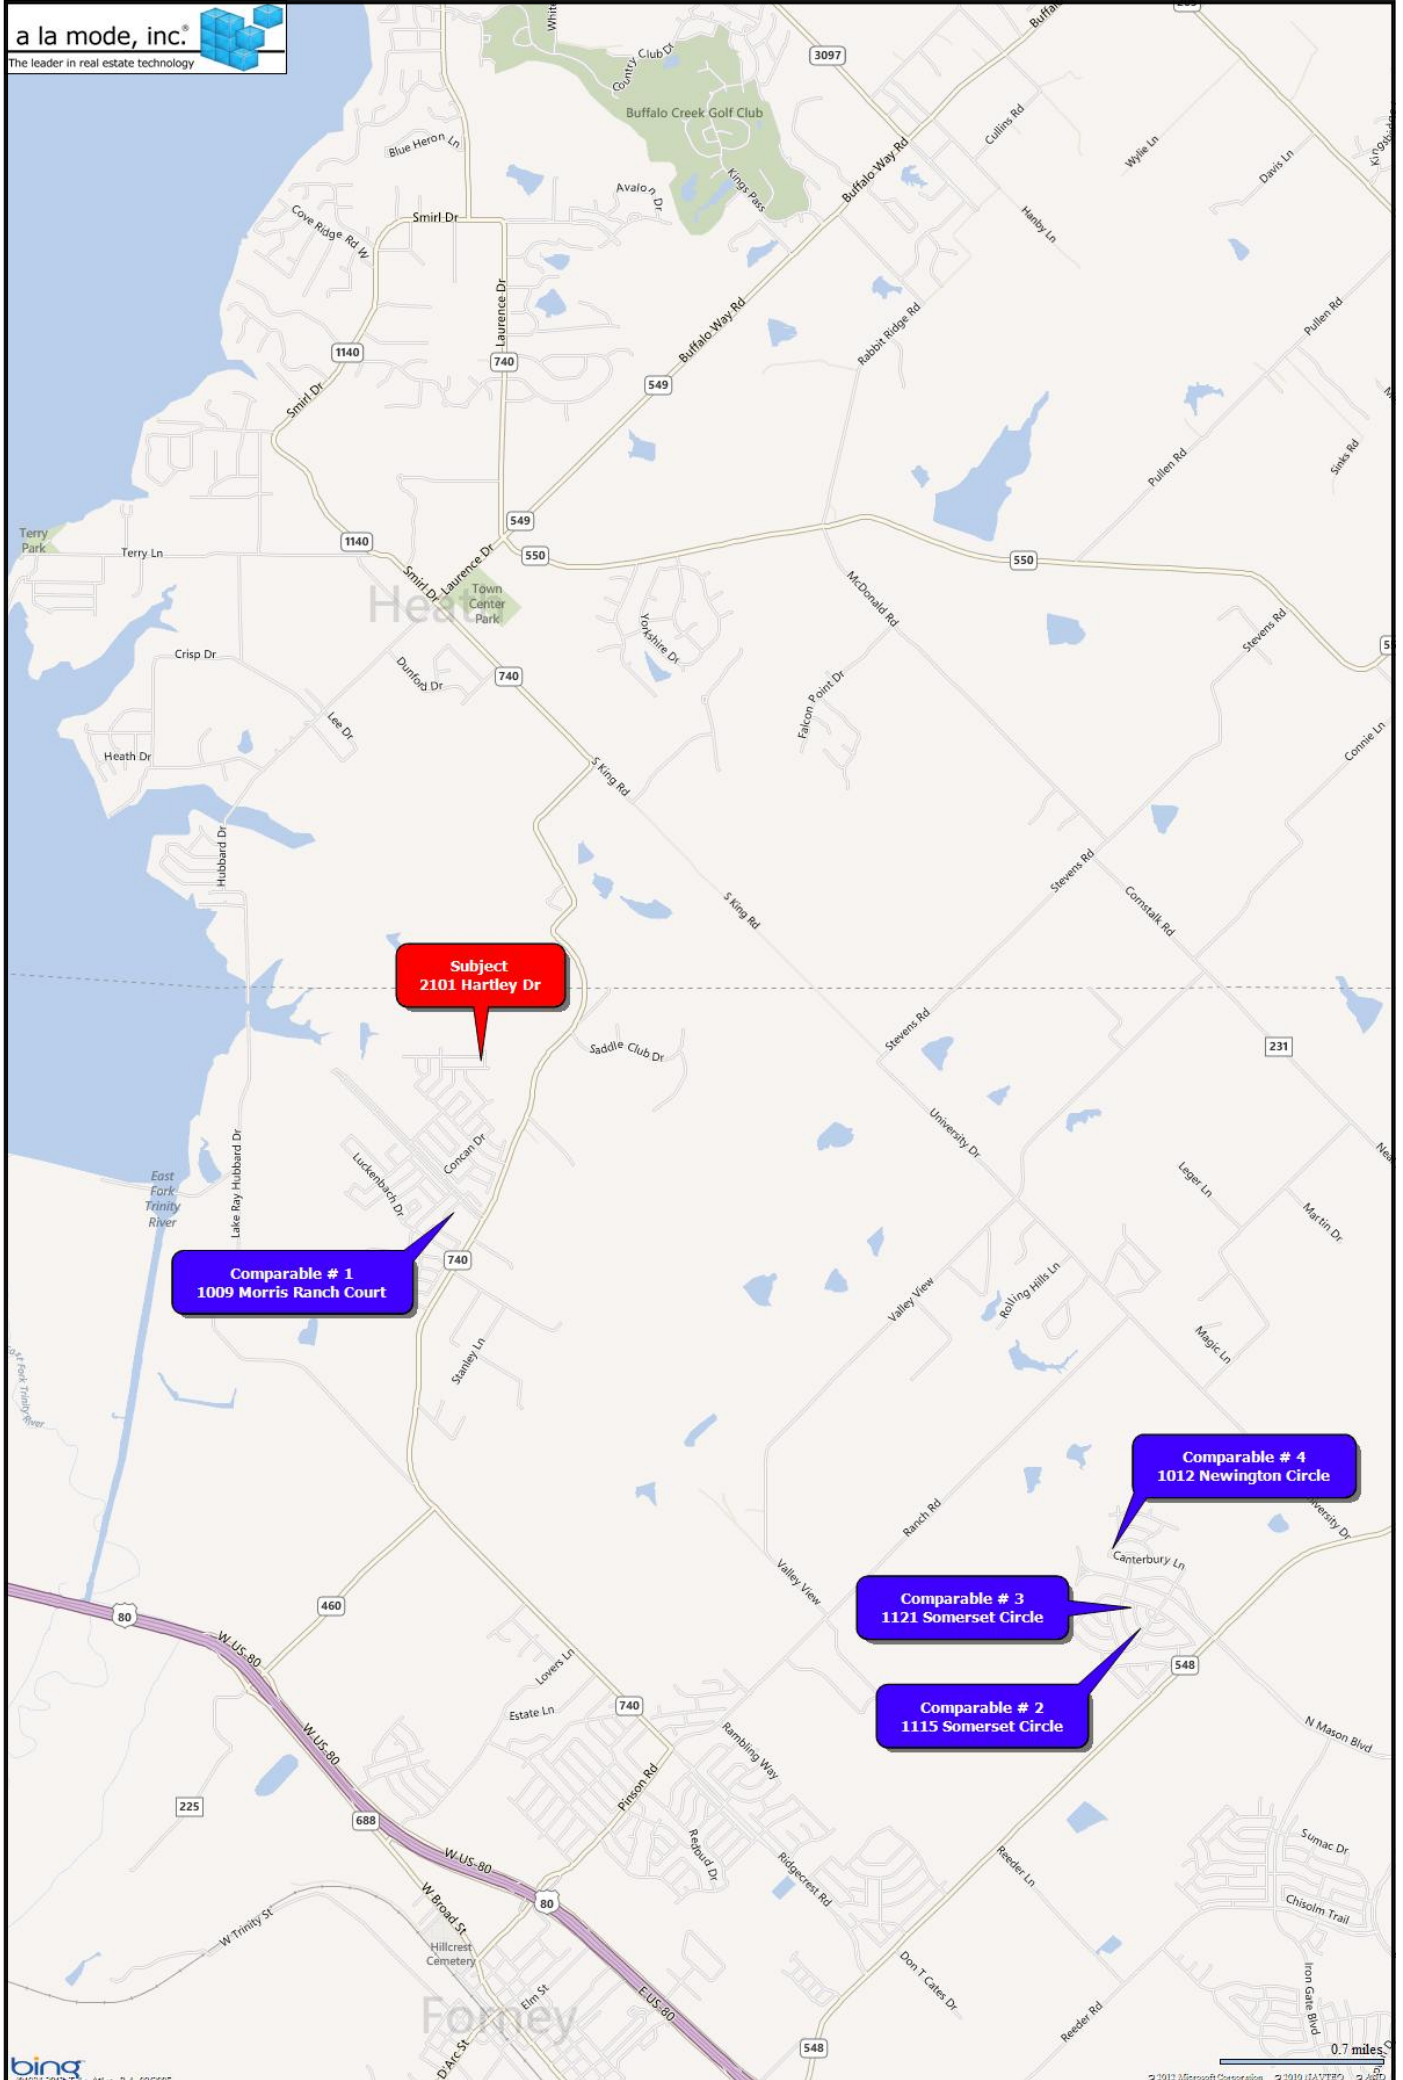 a la mode, inc.®
The leader in real estate technology
3097
Country Club Dr
Buffalo Creek Golf Club
Blue Heron Ln
Cullins Rd
Wylie Ln
Davis Ln
Buffalo Way Rd
Kings Pass
Avalon Dr
Smirl Dr
Cove Ridge Rd W
Hanby Ln
Laurence Dr
Buffalo Way Rd
Rabbit Ridge Rd
Pullen Rd
1140
740
549
Smirl Dr
Pullen Rd
Sinks Rd
549
Terry
Park
Terry Ln
1140
550
550
Laurence Dr
Smirl Dr
Heath
Town
Center
Park
McDonald Rd
Yorkshire Dr
Stevens Rd
Crisp Dr
Dunford Dr
740
Falcon Point Dr
Lee Dr
Heath Dr
Connie Ln
S King Rd
Hubbard Dr
Stevens Rd
Cornstalk Rd
S King Rd
Subject
2101 Hartley Dr
Stevens Rd
231
Saddle Club Dr
University Dr
Lake Ray Hubbard Dr
Concan Dr
Luckenbach Dr
East
Fork
Trinity
River
Leger Ln
Martin Dr
740
Comparable # 1
1009 Morris Ranch Court
Valley View
Rolling Hills Ln
Magic Ln
Stanley Ln
East Fork Trinity River
Comparable # 4
1012 Newington Circle
Ranch Rd
Canterbury Ln
Valley View
Comparable # 3
1121 Somerset Circle
80
460
W US-80
Lovers Ln
548
Comparable # 2
1115 Somerset Circle
740
Estate Ln
N Mason Blvd
W US-80
Rambling Way
Pinson Rd
225
688
Redbud Dr
Sumac Dr
W US-80
Ridgecrest Rd
Reeder Ln
80
W Broad St
Chisolm Trail
W Trinity St
Hillcrest
Cemetery
Don T Cates Dr
Iron Gate Blvd
Elm St
E US-80
Forney
Reeder Rd
D'Arc St
548
0.7 miles
bing